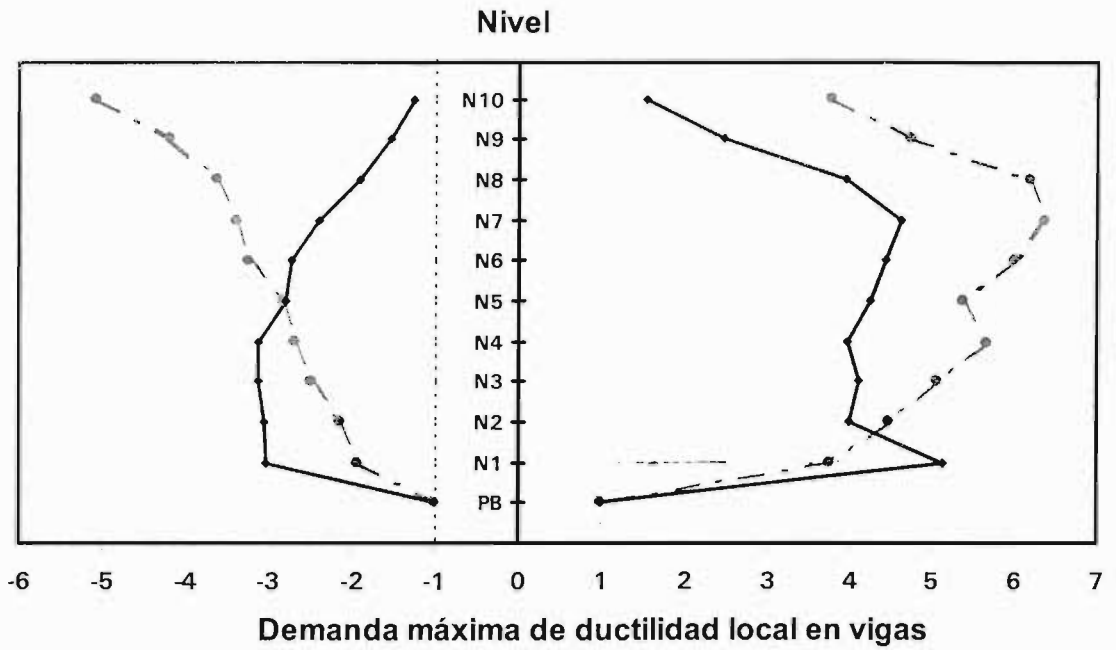 Nivel
N10
N9
N8
N7
N6
N5
N4
N3
N2
N1
PB
-6 -5 -4 -3 -2 -1 0 1 2 3 4 5 6 7
Demanda máxima de ductilidad local en vigas